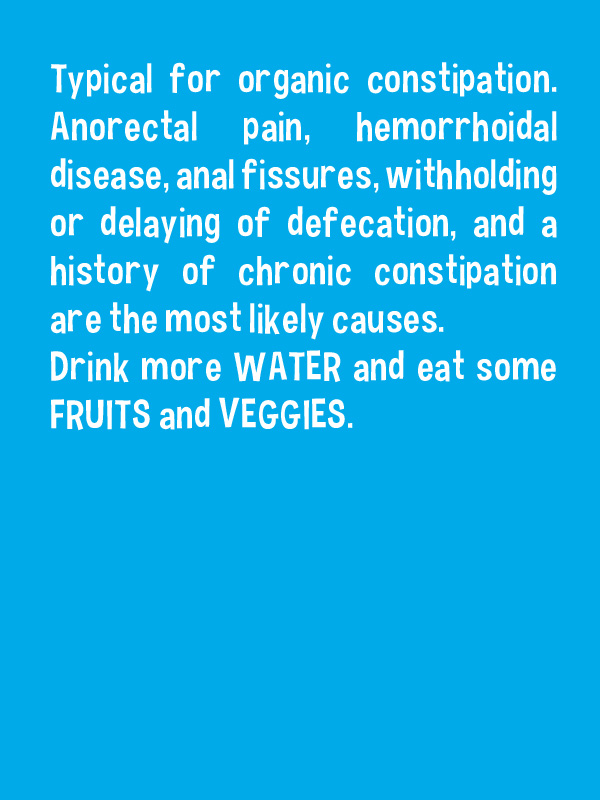 Typical for organic constipation.
Anorectal pain, hemorrhoidal
disease, anal fissures, withholding
or delaying of defecation, and a
history of chronic constipation
are the most likely causes.
Drink more WATER and eat some
FRUITS and VEGGIES.